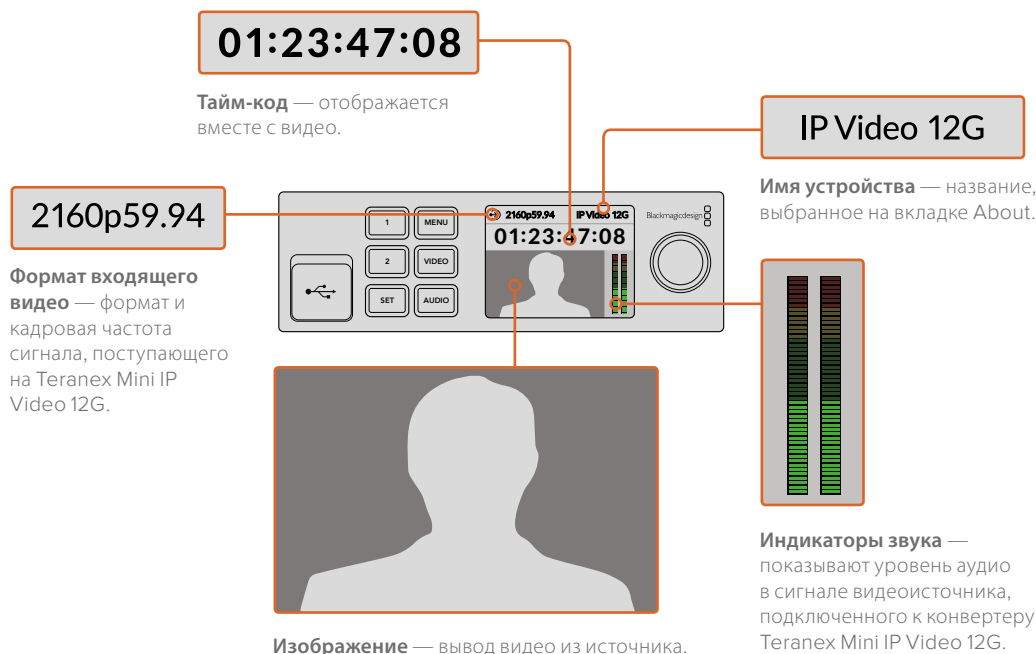 01:23:47:08
Тайм-код — отображается
вместе с видео.
IP Video 12G
Имя устройства — название,
выбранное на вкладке About.
2160p59.94
Формат входящего
видео — формат и
кадровая частота
сигнала, поступающего
на Teranex Mini IP
Video 12G.
1
MENU
2
VIDEO
SET
AUDIO
2160p59.94
IP Video 12G
01:23:47:08
Blackmagicdesign
Изображение — вывод видео из источника.
Индикаторы звука —
показывают уровень аудио
в сигнале видеоисточника,
подключенного к конвертеру
Teranex Mini IP Video 12G.